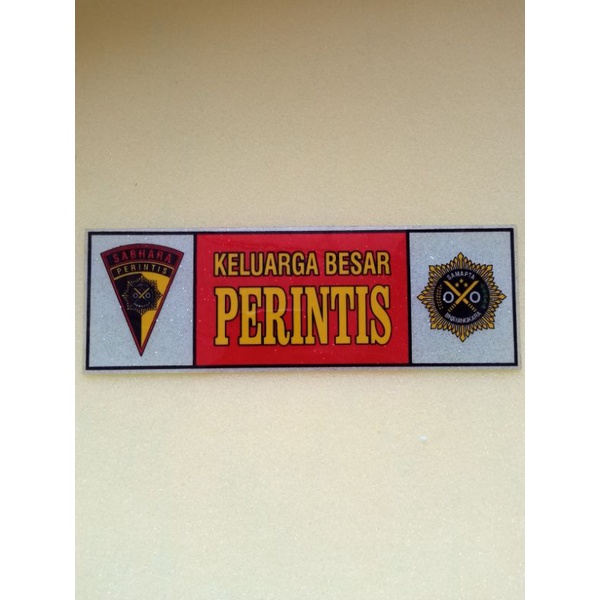 SABHARA
PERINTIS
KELUARGA BESAR
PERINTIS
SAMAPTA
BHAYANGKARA